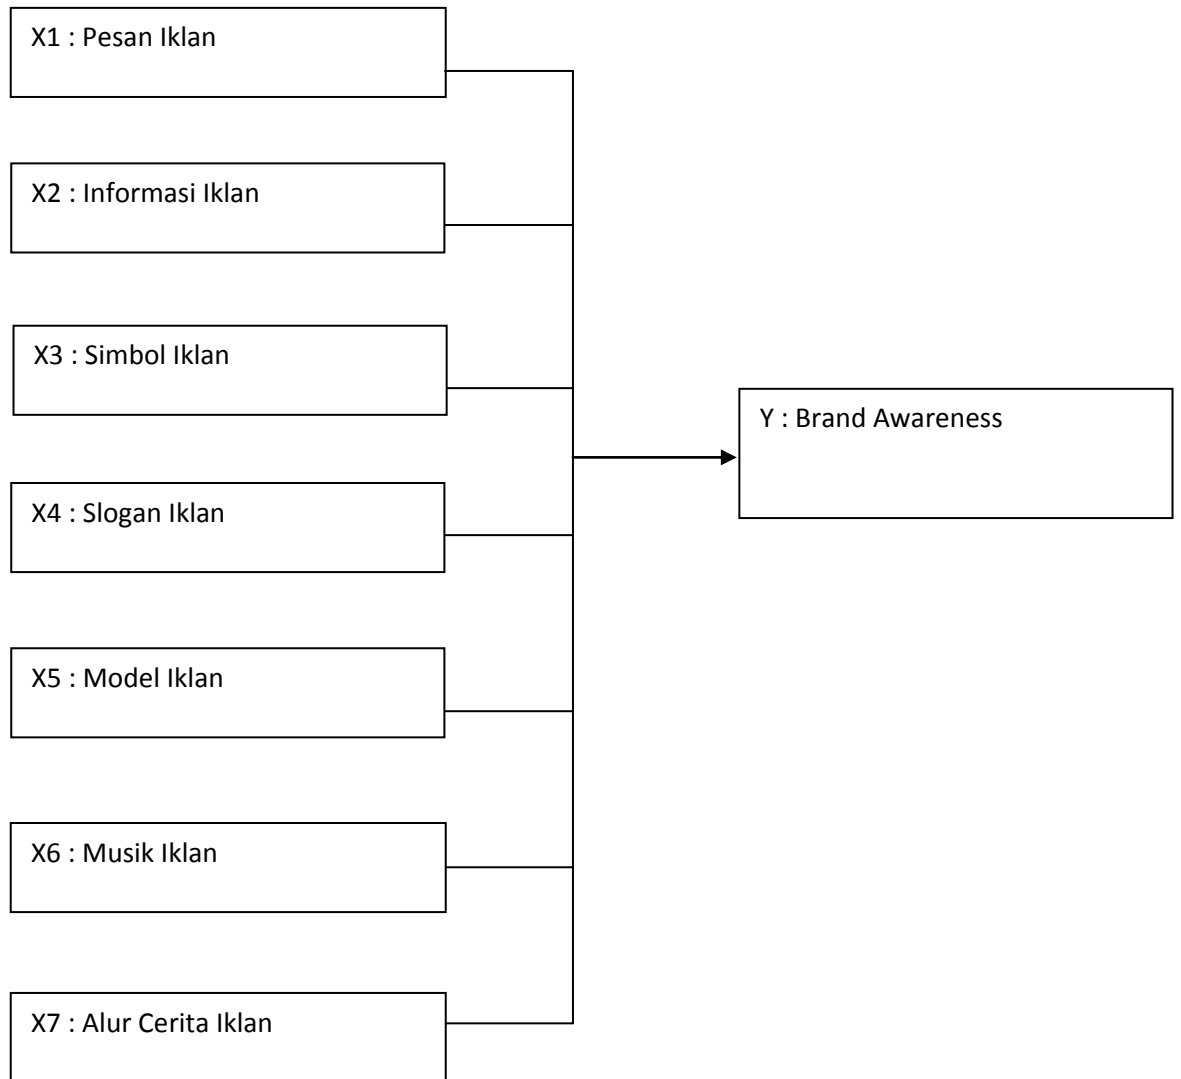 X1 : Pesan Iklan
X2 : Informasi Iklan
X3 : Simbol Iklan
Y : Brand Awareness
X4 : Slogan Iklan
X5 : Model Iklan
X6 : Musik Iklan
X7 : Alur Cerita Iklan